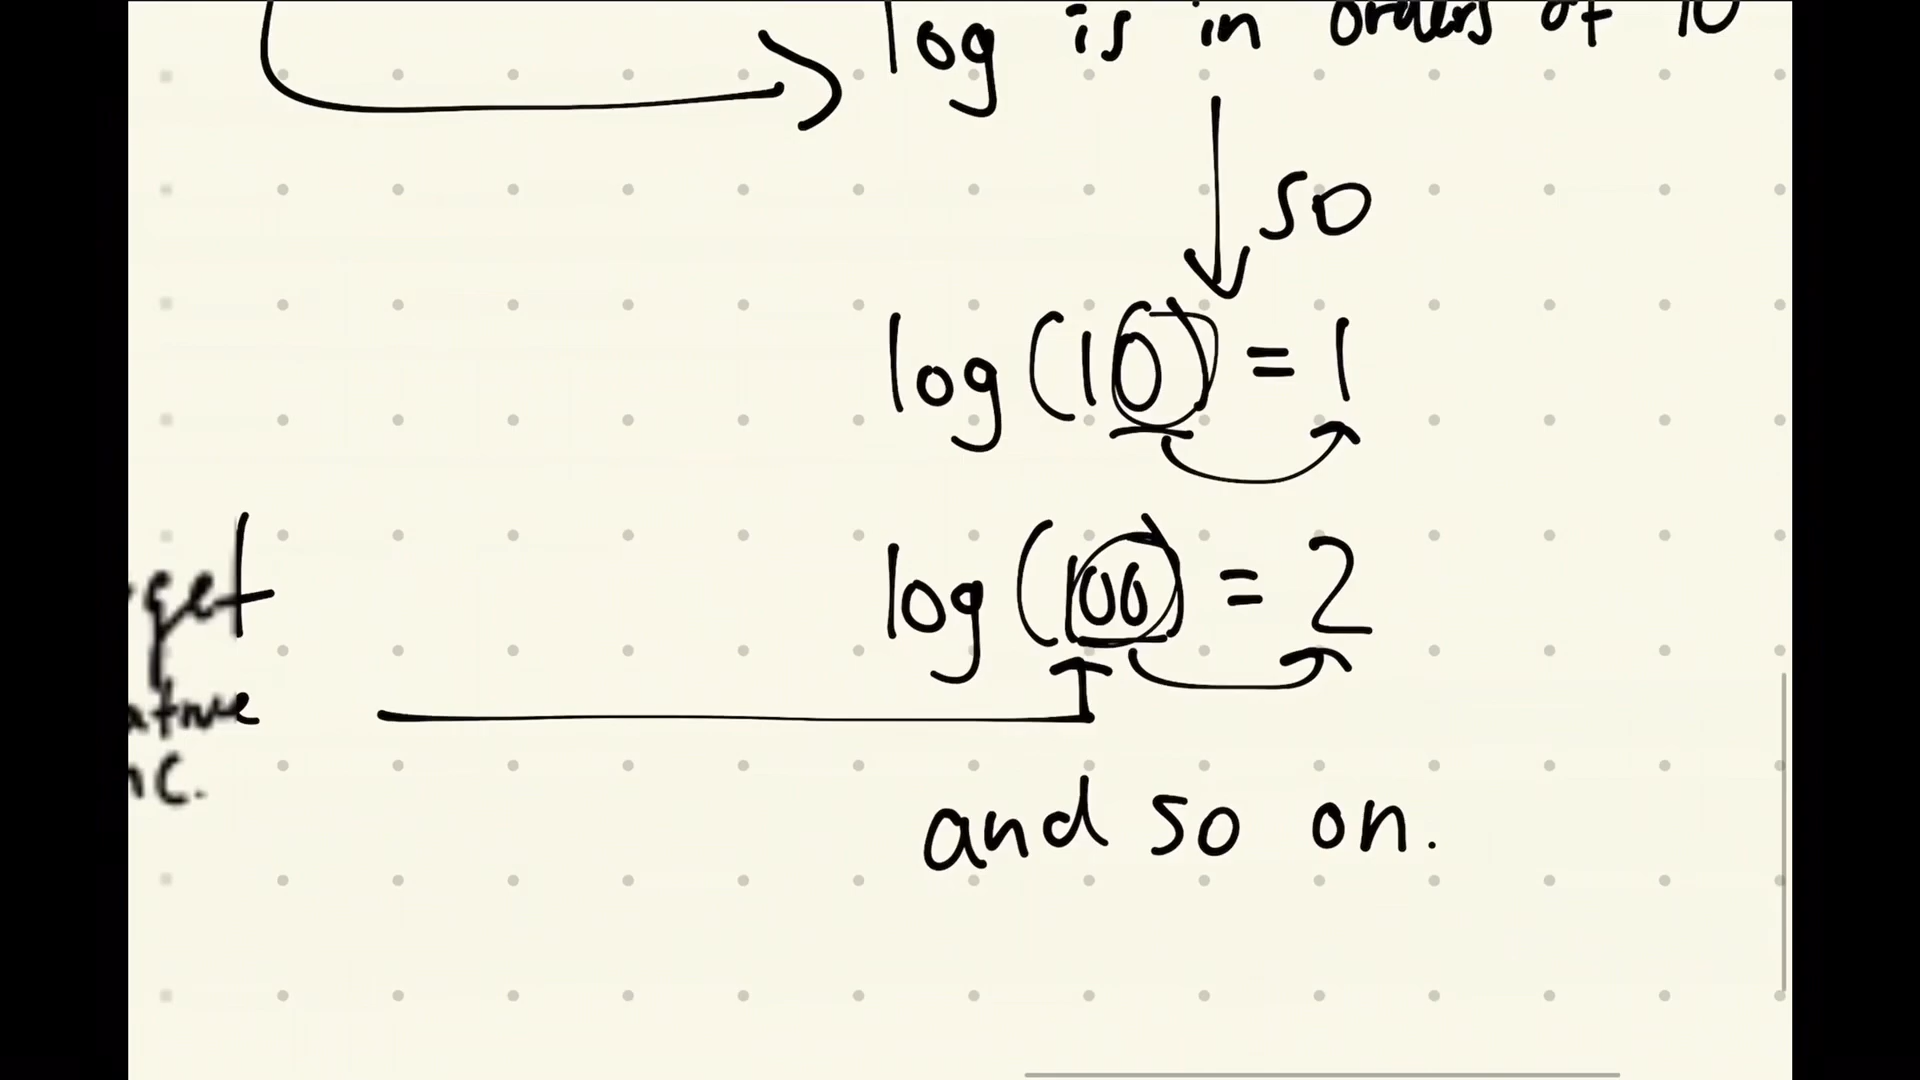 log is in orders of 10
so
log(10) = 1
log(100) = 2
and so on.